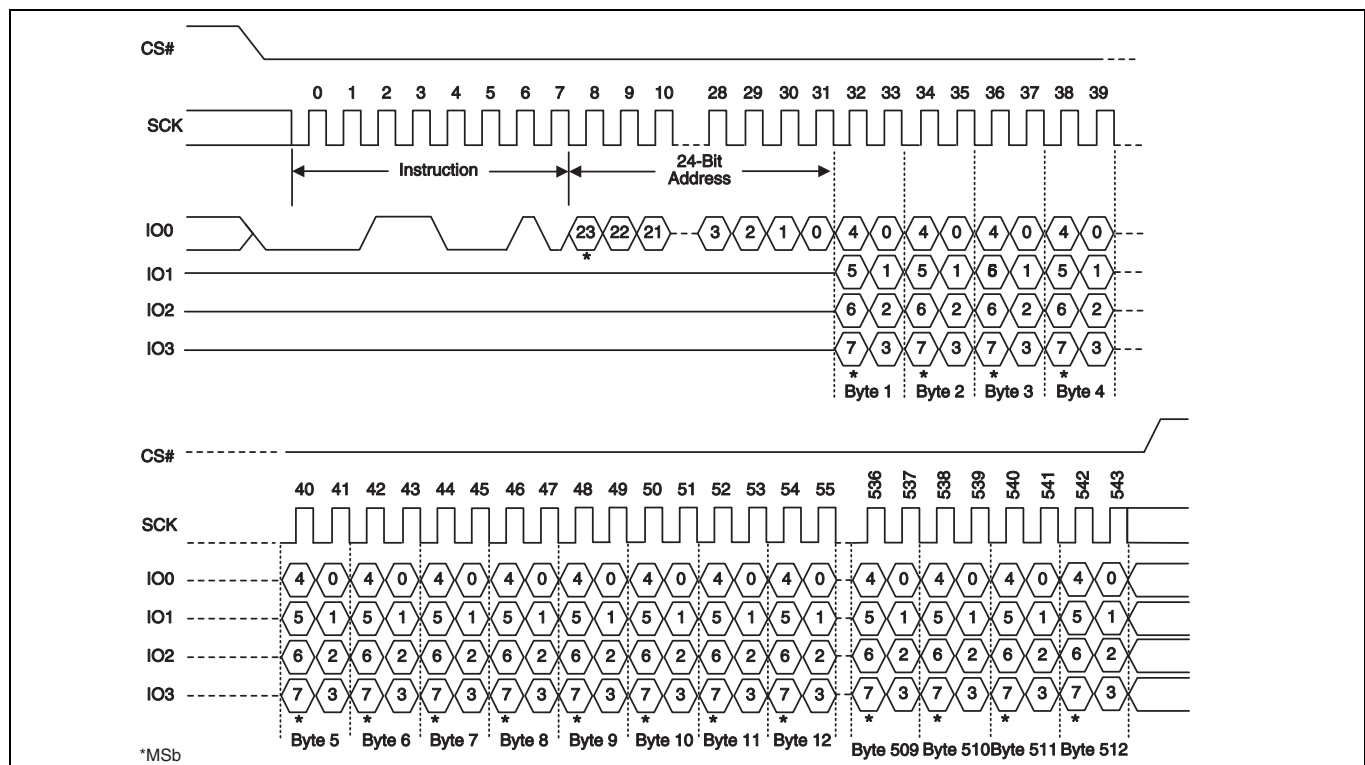 CS#
0 1 2 3 4 5 6 7 8 9 10 28 29 30 31 32 33 34 35 36 37 38 39
SCK
Instruction
24-Bit
Address
IO0 23 22 21 3 2 1 0 4 0 4 0 4 0 4 0
*
IO1 5 1 5 1 6 1 5 1
IO2 6 2 6 2 6 2 6 2
IO3 7 3 7 3 7 3 7 3
* * * *
Byte 1 Byte 2 Byte 3 Byte 4
CS#
40 41 42 43 44 45 46 47 48 49 50 51 52 53 54 55 536 537 538 539 540 541 542 543
SCK
IO0 4 0 4 0 4 0 4 0 4 0 4 0 4 0 4 0 4 0 4 0 4 0 4 0
IO1 5 1 5 1 5 1 5 1 5 1 5 1 5 1 5 1 5 1 5 1 5 1 5 1
IO2 6 2 6 2 6 2 6 2 6 2 6 2 6 2 6 2 6 2 6 2 6 2 6 2
IO3 7 3 7 3 7 3 7 3 7 3 7 3 7 3 7 3 7 3 7 3 7 3 7 3
* * * * * * * * * * * *
Byte 5 Byte 6 Byte 7 Byte 8 Byte 9 Byte 10 Byte 11 Byte 12 Byte 509 Byte 510 Byte 511 Byte 512
*MSb